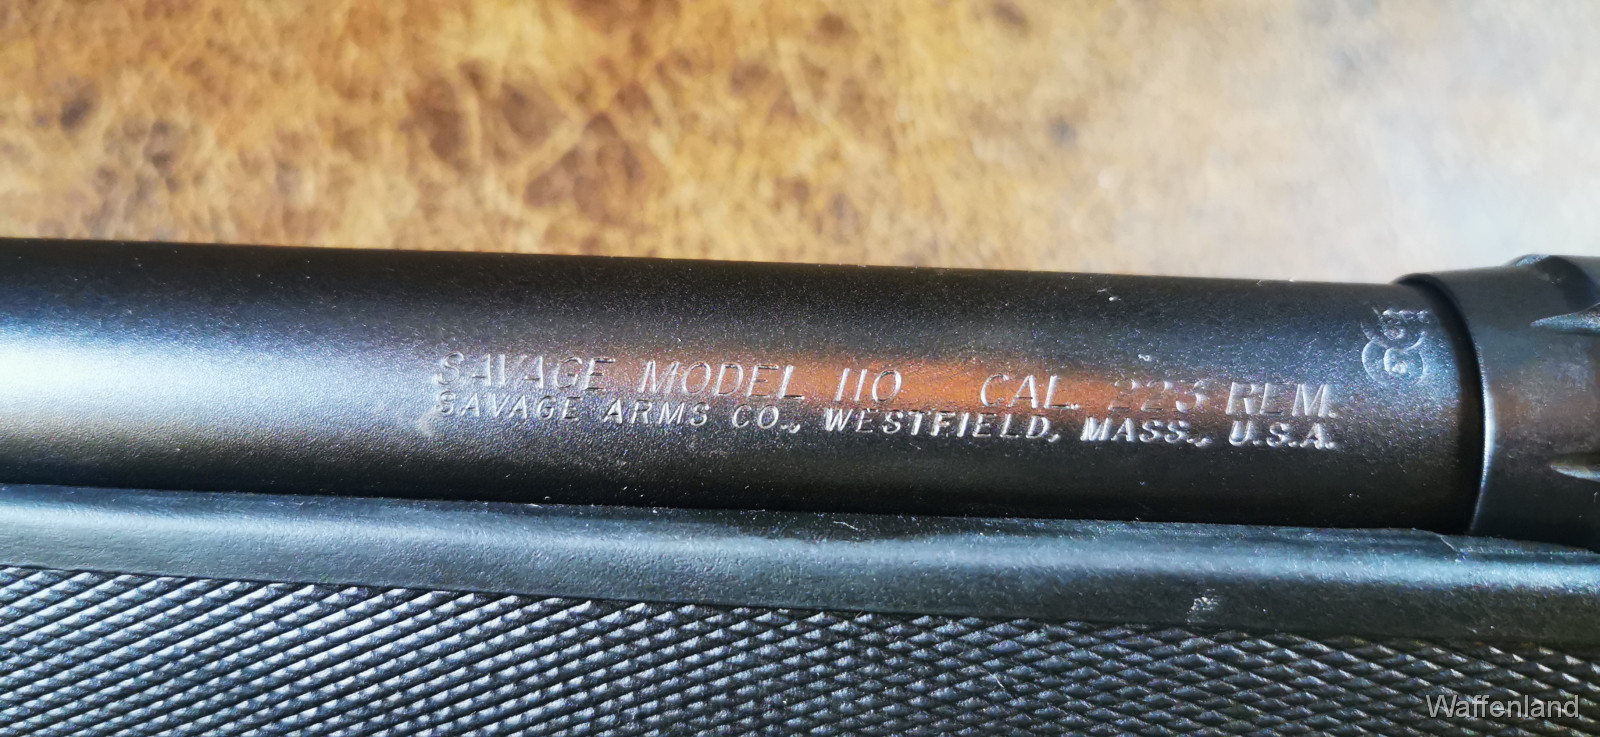 SAVAGE MODEL 110 CAL. 223 REM.
SAVAGE ARMS CO., WESTFIELD, MASS., U.S.A.
Waffenland